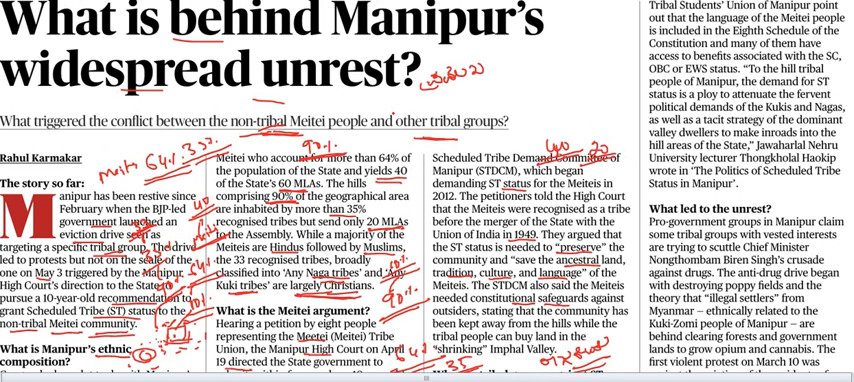 What is behind Manipur's
widespread unrest?
What triggered the conflict between the non-tribal Meitei people and other tribal groups?
Rahul Karmakar
The story so far:
Manipur has been restive since
February when the BJP-led
government launched an
eviction drive seen as
targeting a specific tribal group. The drive
led to protests but not on the scale of the
one on May 3 triggered by the Manipur
High Court's direction to the State to
pursue a 10-year-old recommendation to
grant Scheduled Tribe (ST) status to the
non-tribal Meitei community.
What is Manipur's ethnic
composition?
Meitei who account for more than 64% of
the population of the State and yields 40
of the State's 60 MLAs. The hills
comprising 90% of the geographical area
are inhabited by more than 35%
recognised tribes but send only 20 MLAs
to the Assembly. While a majority of the
Meiteis are Hindus followed by Muslims,
the 33 recognised tribes, broadly
classified into 'Any Naga tribes' and 'Any
Kuki tribes' are largely Christians.
What is the Meitei argument?
Hearing a petition by eight people
representing the Meetei (Meitei) Tribe
Union, the Manipur High Court on April
19 directed the State government to
Scheduled Tribe Demand Committee of
Manipur (STDCM), which began
demanding ST status for the Meiteis in
2012. The petitioners told the High Court
that the Meiteis were recognised as a tribe
before the merger of the State with the
Union of India in 1949. They argued that
the ST status is needed to "preserve" the
community and "save the ancestral land,
tradition, culture, and language" of the
Meiteis. The STDCM also said the Meiteis
needed constitutional safeguards against
outsiders, stating that the community has
been kept away from the hills while the
tribal people can buy land in the
"shrinking" Imphal Valley.
Tribal Students' Union of Manipur point
out that the language of the Meitei people
is included in the Eighth Schedule of the
Constitution and many of them have
access to benefits associated with the SC,
OBC or EWS status. "To the hill tribal
people of Manipur, the demand for ST
status is a ploy to attenuate the fervent
political demands of the Kukis and Nagas,
as well as a tacit strategy of the dominant
valley dwellers to make inroads into the
hill areas of the State," Jawaharlal Nehru
University lecturer Thongkholal Haokip
wrote in 'The Politics of Scheduled Tribe
Status in Manipur'.
What led to the unrest?
Pro-government groups in Manipur claim
some tribal groups with vested interests
are trying to scuttle Chief Minister
Nongthombam Biren Singh's crusade
against drugs. The anti-drug drive began
with destroying poppy fields and the
theory that "illegal settlers" from
Myanmar – ethnically related to the
Kuki-Zomi people of Manipur – are
behind clearing forests and government
lands to grow opium and cannabis. The
first violent protest on March 10 was
Meits 64% 33%
90%
40 20
40
64%
10%
90%
64% 35